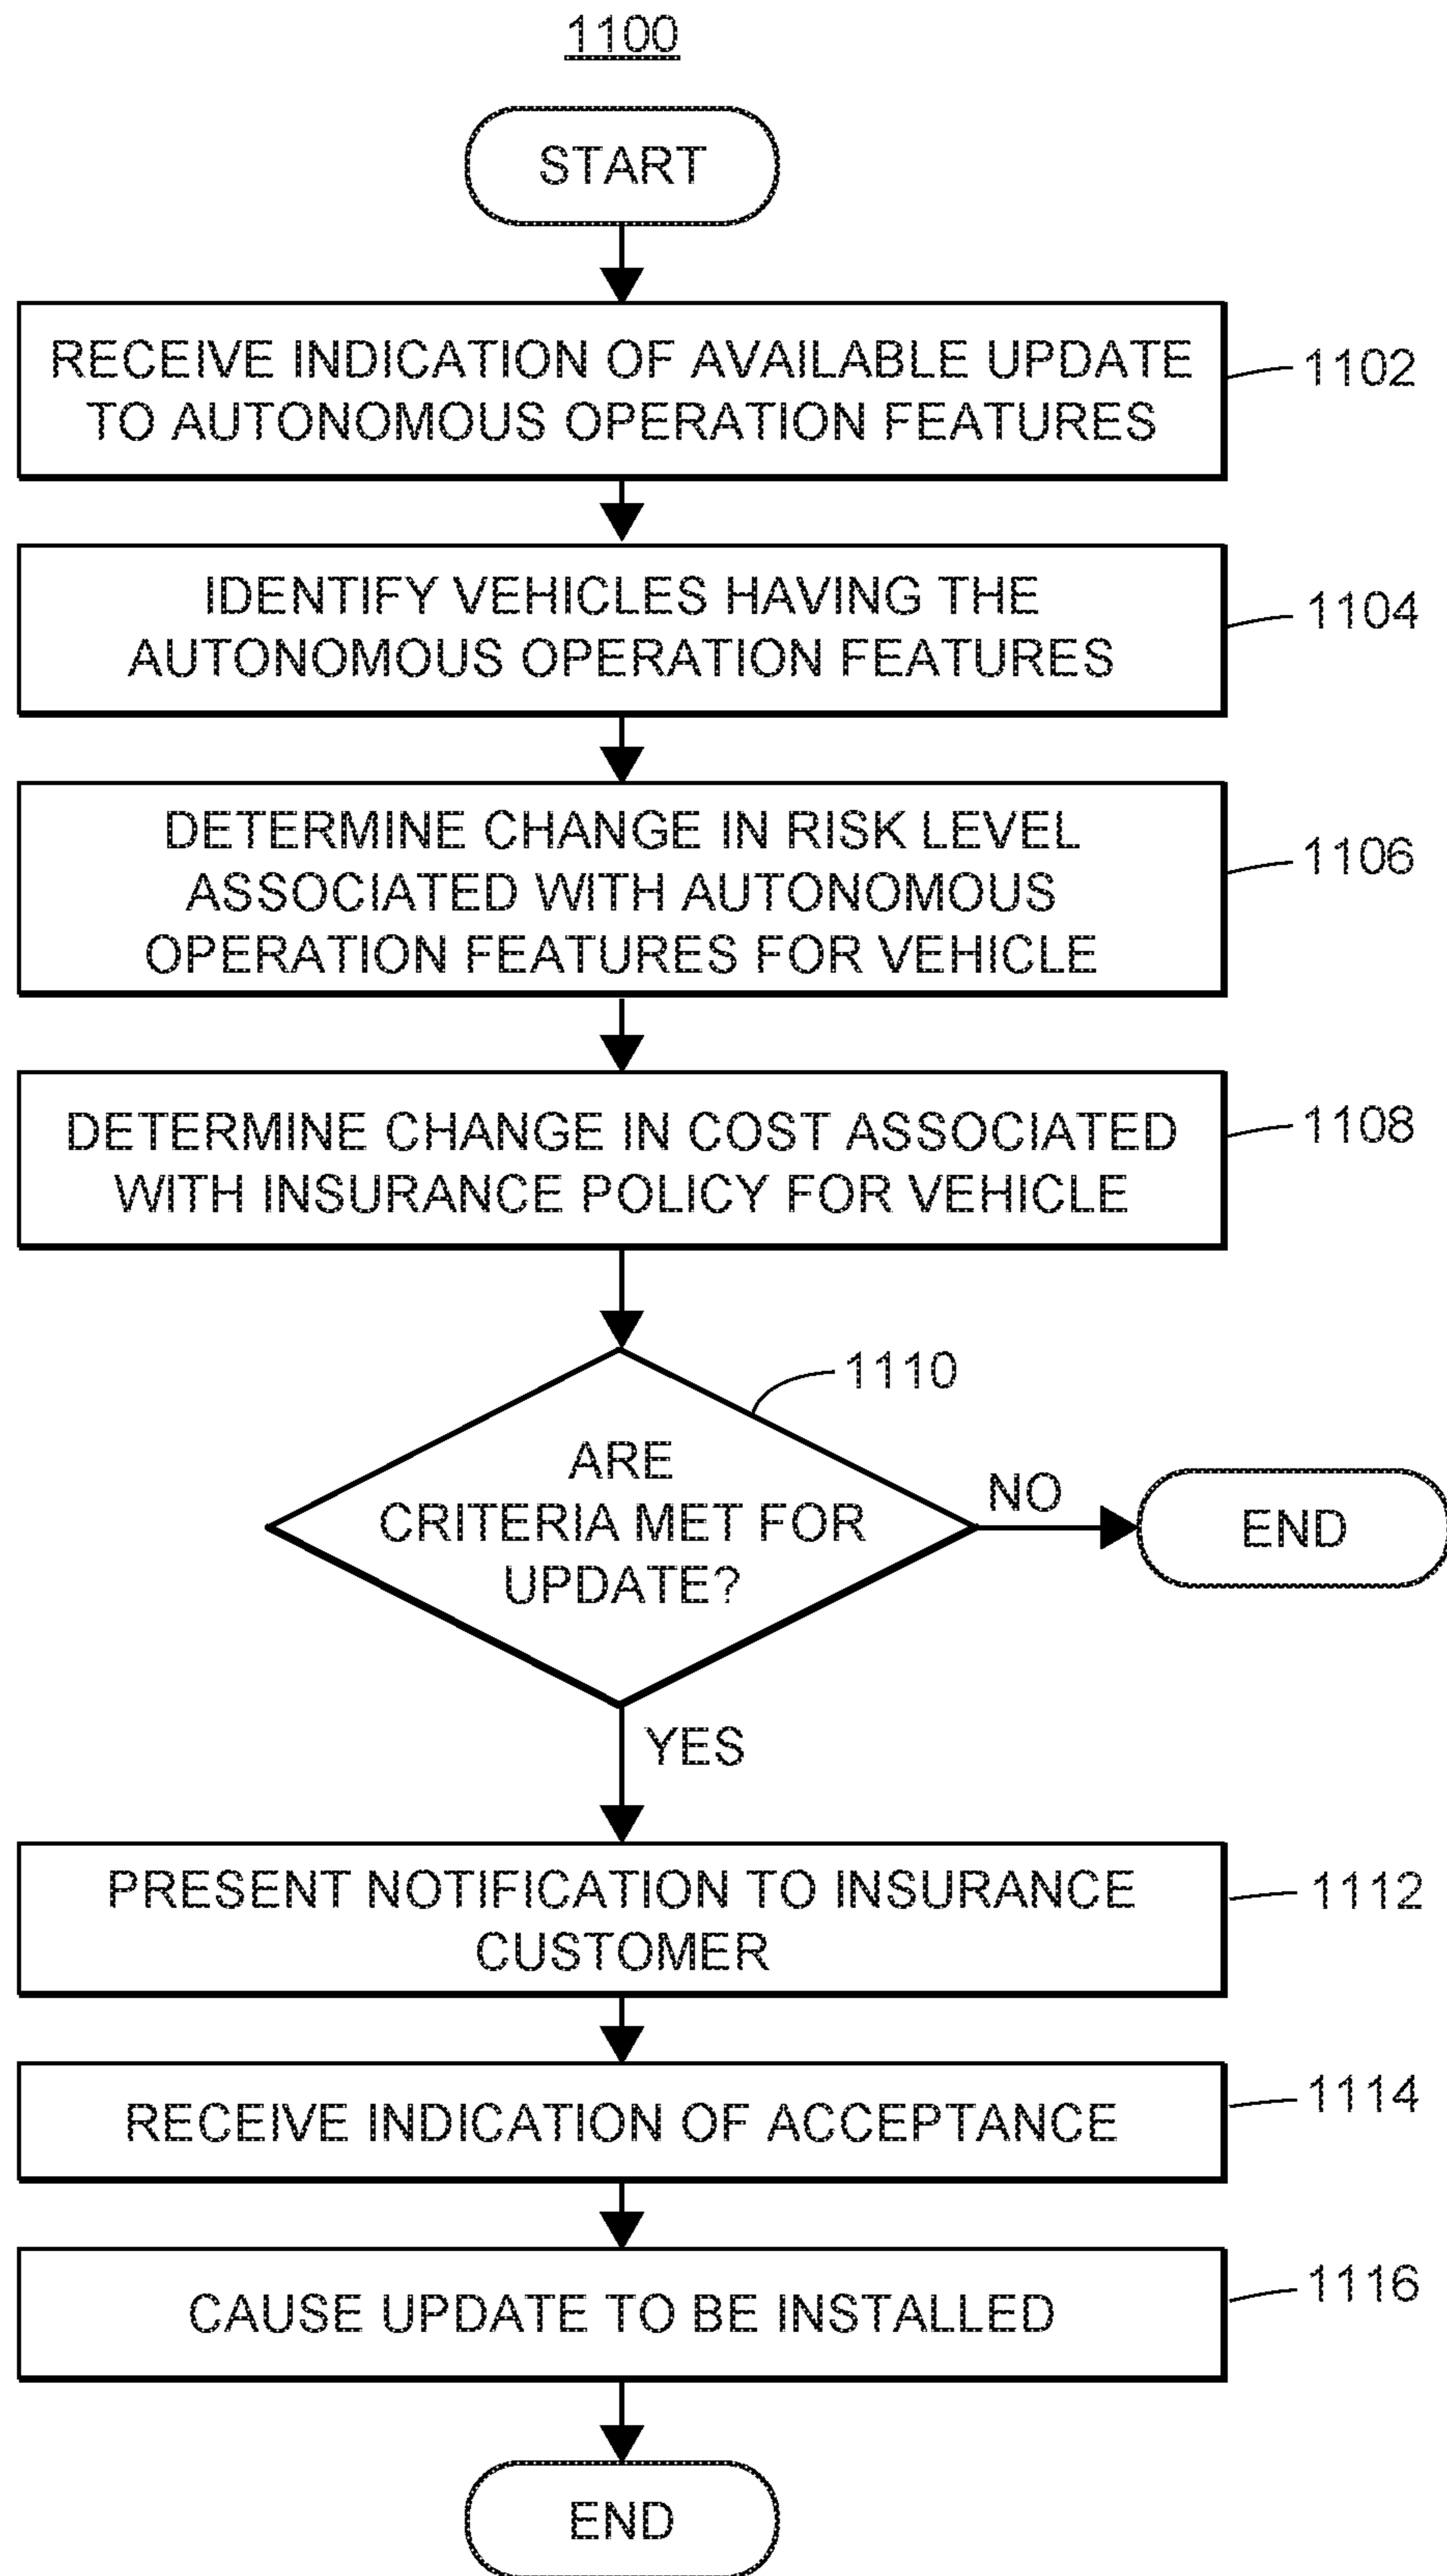 1100
START
RECEIVE INDICATION OF AVAILABLE UPDATE
TO AUTONOMOUS OPERATION FEATURES
1102
IDENTIFY VEHICLES HAVING THE
AUTONOMOUS OPERATION FEATURES
1104
DETERMINE CHANGE IN RISK LEVEL
ASSOCIATED WITH AUTONOMOUS
OPERATION FEATURES FOR VEHICLE
1106
DETERMINE CHANGE IN COST ASSOCIATED
WITH INSURANCE POLICY FOR VEHICLE
1108
1110
ARE
CRITERIA MET FOR
UPDATE?
NO
END
YES
PRESENT NOTIFICATION TO INSURANCE
CUSTOMER
1112
RECEIVE INDICATION OF ACCEPTANCE
1114
CAUSE UPDATE TO BE INSTALLED
1116
END